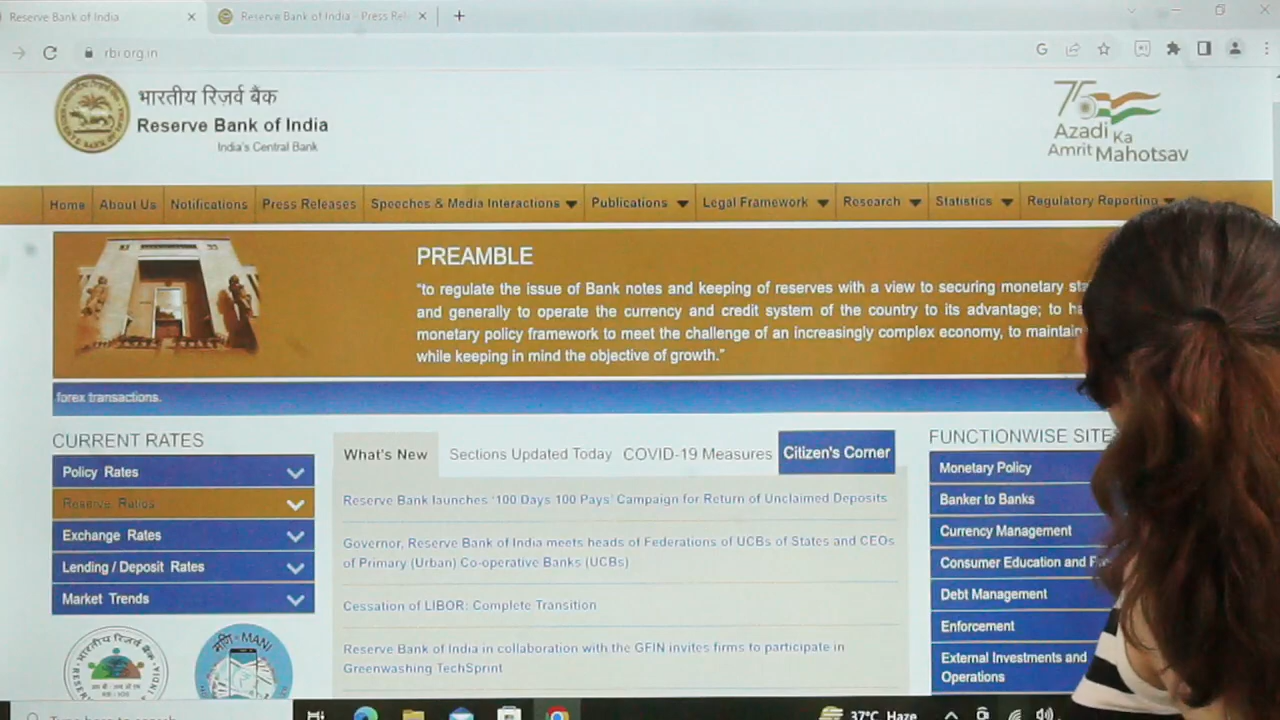 Reserve Bank of India
Reserve Bank of India - Press Rel
rbi.org.in
भारतीय रिज़र्व बैंक
Reserve Bank of India
India's Central Bank
75
Azadi Ka
Amrit Mahotsav
Home About Us Notifications Press Releases Speeches & Media Interactions Publications Legal Framework Research Statistics Regulatory Reporting
PREAMBLE
"to regulate the issue of Bank notes and keeping of reserves with a view to securing monetary sta
and generally to operate the currency and credit system of the country to its advantage; to ha
monetary policy framework to meet the challenge of an increasingly complex economy, to maintain
while keeping in mind the objective of growth."
forex transactions.
CURRENT RATES
Policy Rates
Reserve Ratios
Exchange Rates
Lending / Deposit Rates
Market Trends
मणि-MANI
What's New Sections Updated Today COVID-19 Measures Citizen's Corner
Reserve Bank launches '100 Days 100 Pays' Campaign for Return of Unclaimed Deposits
Governor, Reserve Bank of India meets heads of Federations of UCBs of States and CEOs
of Primary (Urban) Co-operative Banks (UCBs)
Cessation of LIBOR: Complete Transition
Reserve Bank of India in collaboration with the GFIN invites firms to participate in
Greenwashing TechSprint
FUNCTIONWISE SITE
Monetary Policy
Banker to Banks
Currency Management
Consumer Education and
Debt Management
Enforcement
External Investments and
Operations
Type here to search
37°C Haze